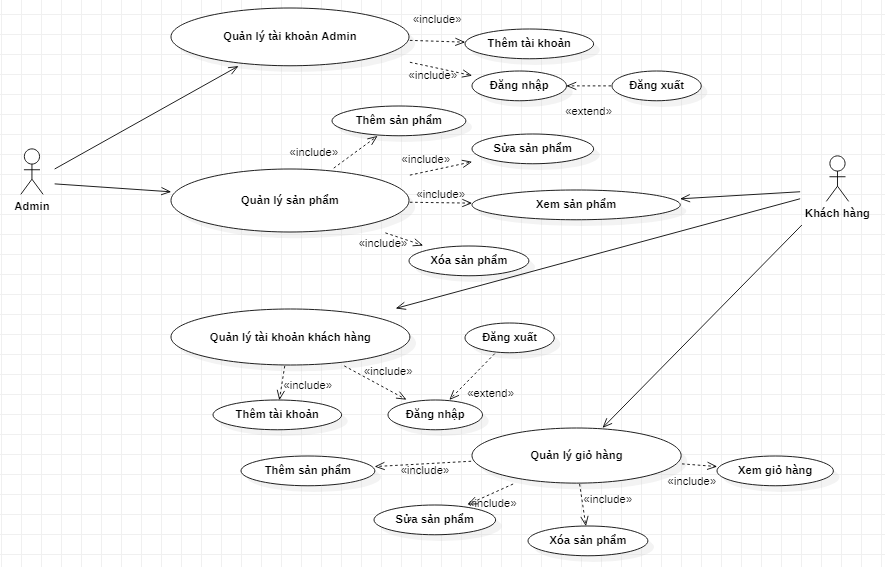 «include»
Quản lý tài khoản Admin
Thêm tài khoản
«include»
Đăng nhập
Đăng xuất
«extend»
Thêm sản phẩm
«include»
Sửa sản phẩm
«include»
Admin
Quản lý sản phẩm
«include»
Xem sản phẩm
Khách hàng
«include»
Xóa sản phẩm
Quản lý tài khoản khách hàng
Đăng xuất
«include»
«include»
«extend»
Thêm tài khoản
Đăng nhập
Quản lý giỏ hàng
Thêm sản phẩm
«include»
Xem giỏ hàng
«include»
«include»
«include»
Sửa sản phẩm
Xóa sản phẩm